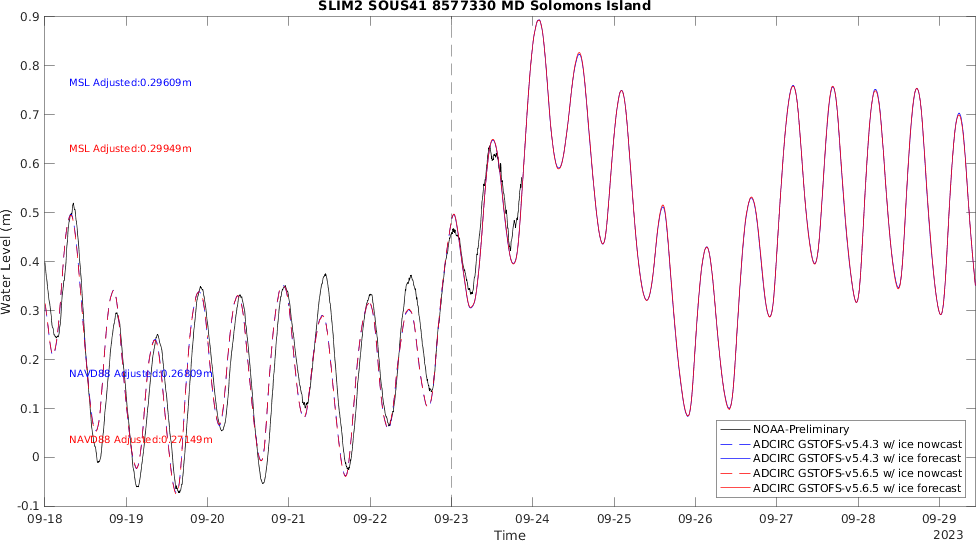 SLIM2 SOUS41 8577330 MD Solomons Island
0.9
0.8
0.7
0.6
0.5
0.4
0.3
0.2
0.1
0
-0.1
Water Level (m)
MSL Adjusted:0.29609m
MSL Adjusted:0.29949m
NAVD88 Adjusted:0.26809m
NAVD88 Adjusted:0.27149m
NOAA-Preliminary
ADCIRC GSTOFS-v5.4.3 w/ ice nowcast
ADCIRC GSTOFS-v5.4.3 w/ ice forecast
ADCIRC GSTOFS-v5.6.5 w/ ice nowcast
ADCIRC GSTOFS-v5.6.5 w/ ice forecast
09-18 09-19 09-20 09-21 09-22 09-23 09-24 09-25 09-26 09-27 09-28 09-29
Time
2023